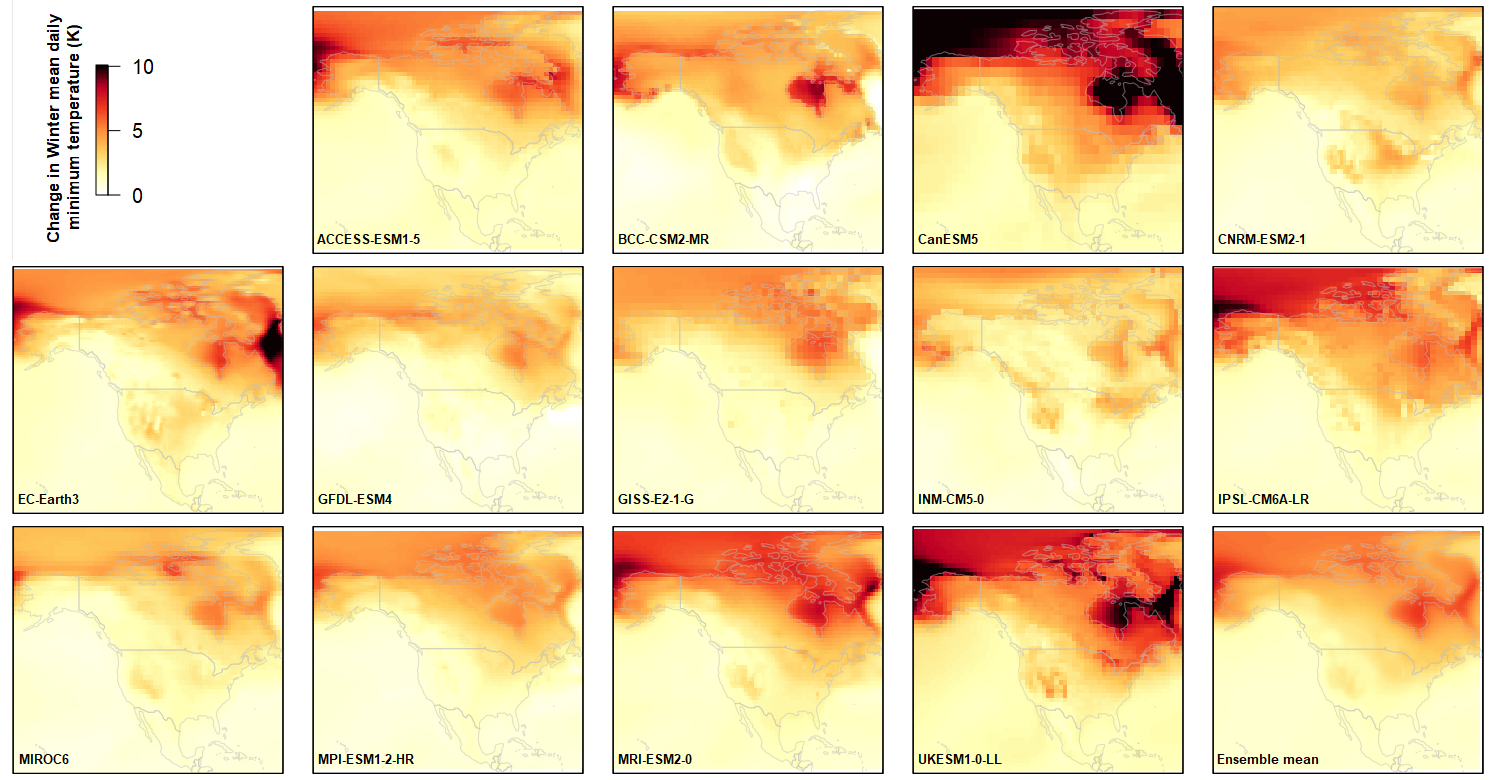 Change in Winter mean daily
minimum temperature (K)
10
5
0
ACCESS-ESM1-5
BCC-CSM2-MR
CanESM5
CNRM-ESM2-1
EC-Earth3
GFDL-ESM4
GISS-E2-1-G
INM-CM5-0
IPSL-CM6A-LR
MIROC6
MPI-ESM1-2-HR
MRI-ESM2-0
UKESM1-0-LL
Ensemble mean